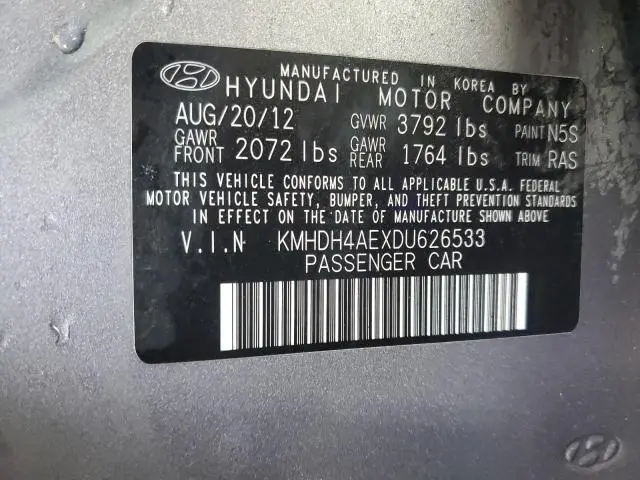 MANUFACTURED IN KOREA BY
HYUNDAI MOTOR COMPANY
AUG/20/12 GVWR 3792 lbs PAINT N5S
GAWR FRONT 2072 lbs GAWR REAR 1764 lbs TRIM RAS
THIS VEHICLE CONFORMS TO ALL APPLICABLE U.S.A. FEDERAL
MOTOR VEHICLE SAFETY, BUMPER, AND THEFT PREVENTION STANDARDS
IN EFFECT ON THE DATE OF MANUFACTURE SHOWN ABOVE
V.I.N KMHDH4AEXDU626533
PASSENGER CAR